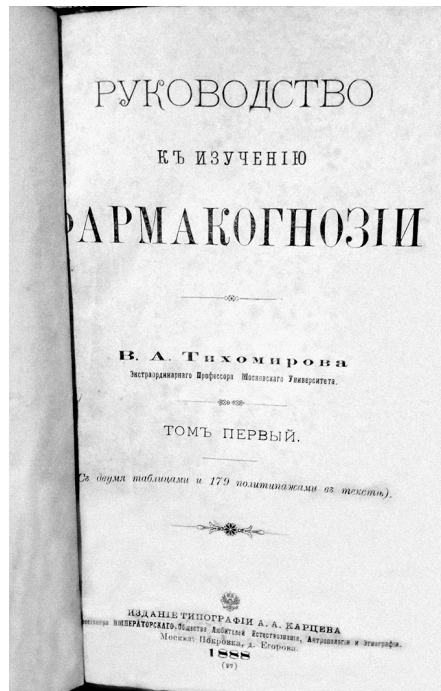 РУКОВОДСТВО
КЪ ИЗУЧЕНІЮ
ФАРМАКОГНОЗІИ
В. А. Тихомирова
Экстраординарнаго Профессора Московскаго Университета.
ТОМЪ ПЕРВЫЙ.
(Съ двумя таблицами и 179 политипажами въ текстѣ).
ИЗДАНІЕ ТИПОГРАФІИ А. А. КАРЦЕВА
ИМПЕРАТОРСКАГО Общества Любителей Естествознанія, Антропологіи и Этнографіи.
Москва: Покровка, д. Егорова.
1888